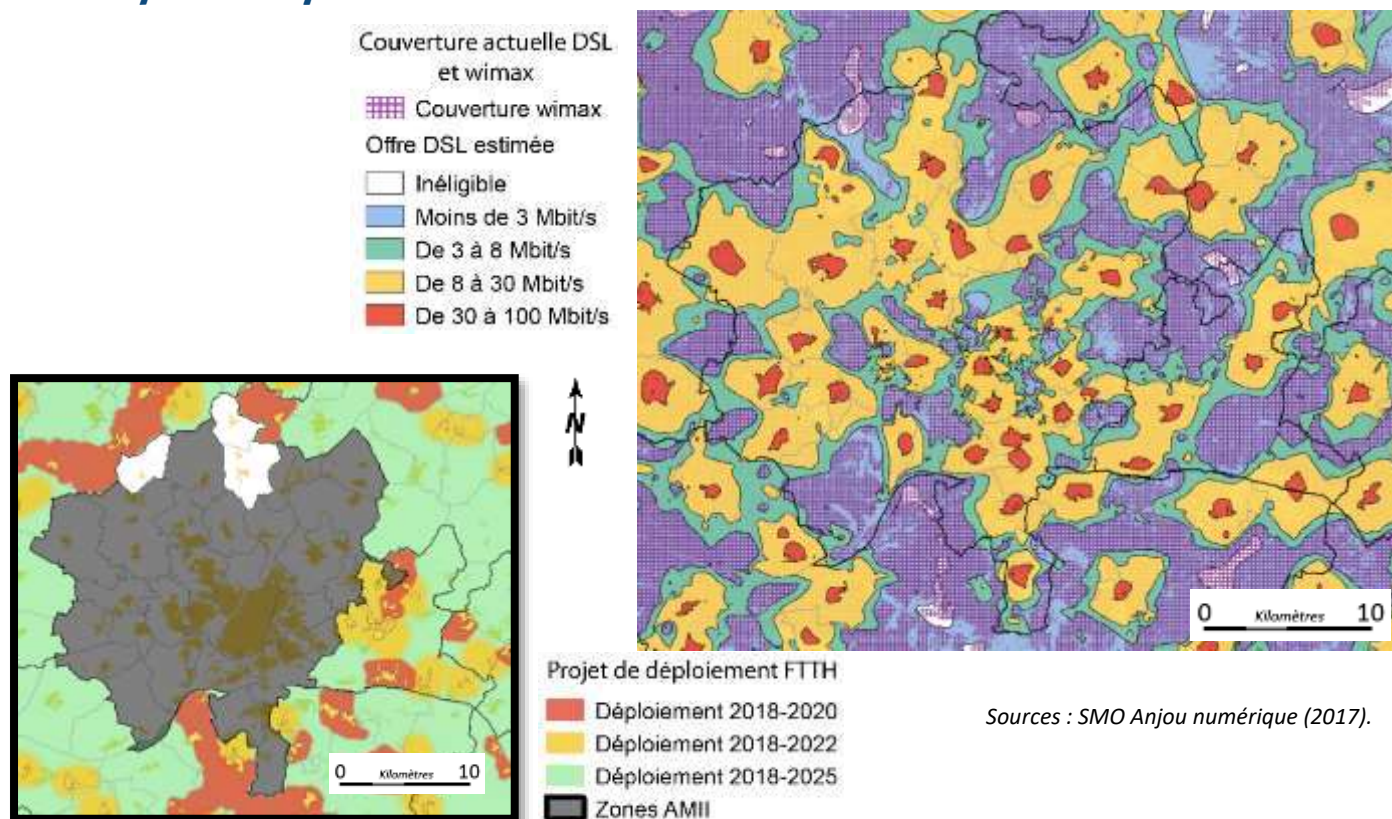 Couverture actuelle DSL
et wimax
Couverture wimax
Offre DSL estimée
Inéligible
Moins de 3 Mbit/s
De 3 à 8 Mbit/s
De 8 à 30 Mbit/s
De 30 à 100 Mbit/s
N
0 Kilomètres 10
0 Kilomètres 10
Projet de déploiement FTTH
Déploiement 2018-2020
Déploiement 2018-2022
Déploiement 2018-2025
Zones AMII
Sources : SMO Anjou numérique (2017).